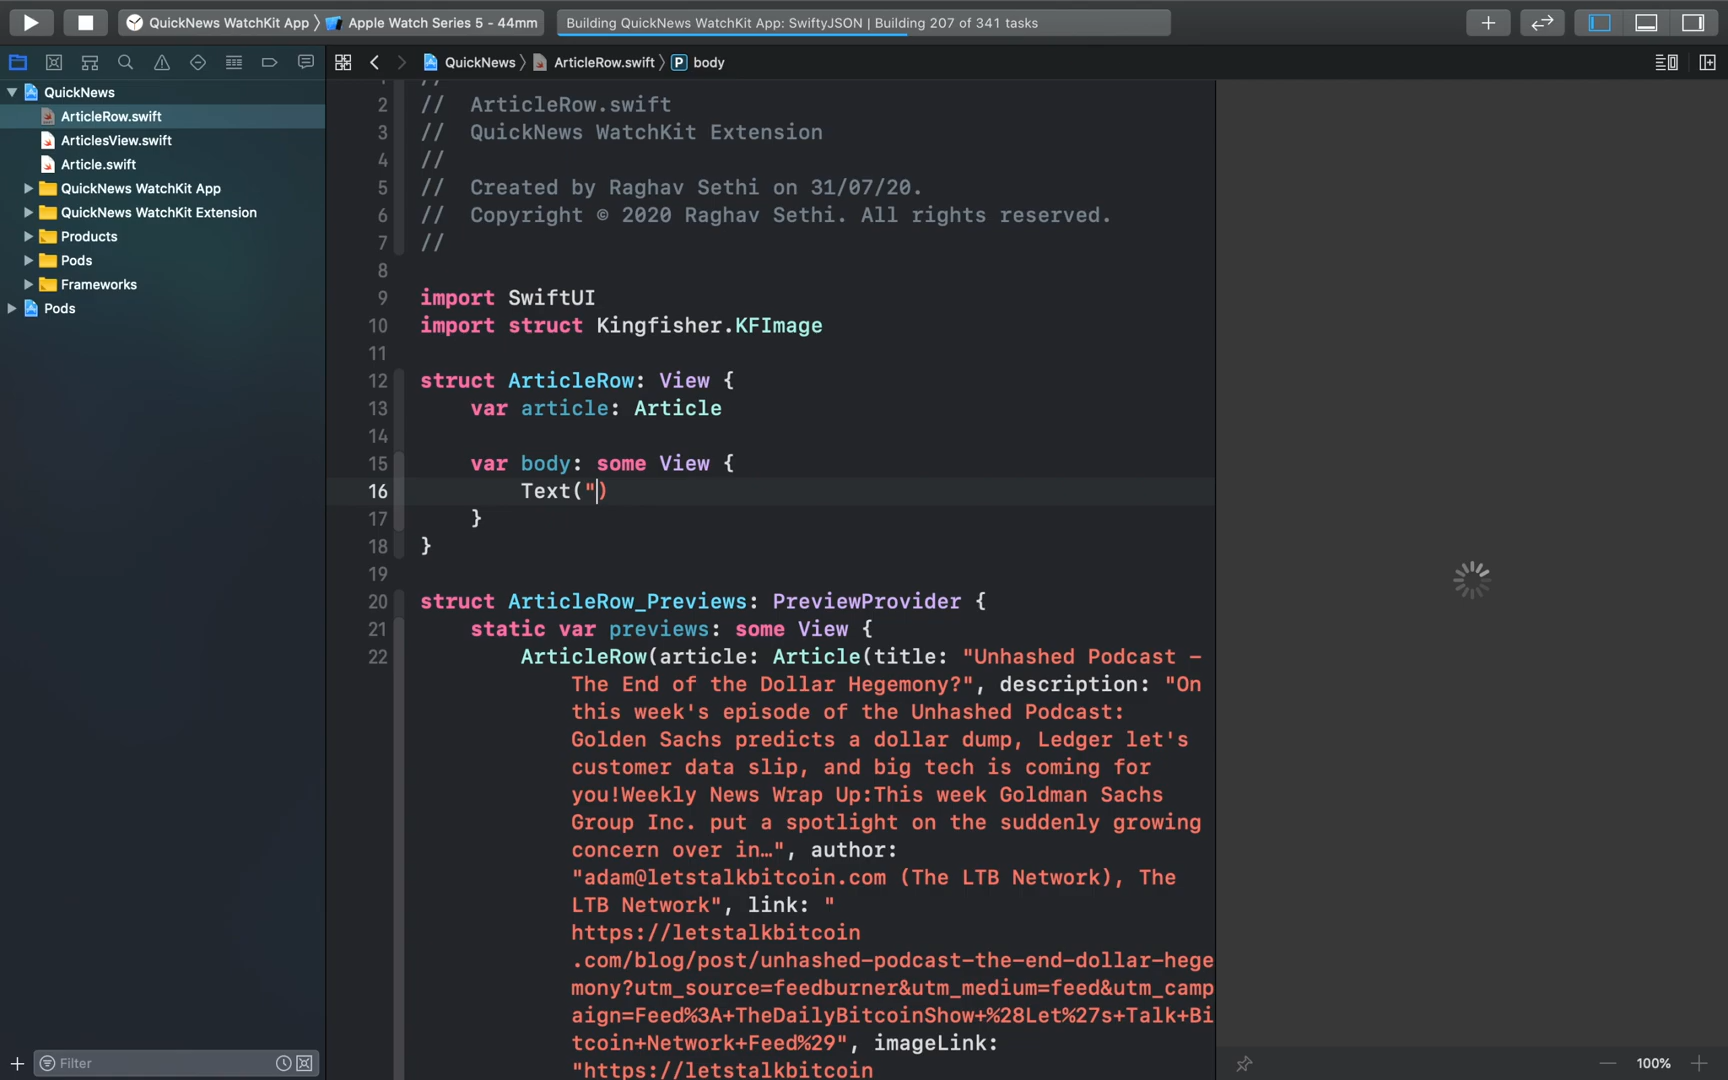 QuickNews WatchKit App 〉 Apple Watch Series 5 - 44mm
Building QuickNews WatchKit App: SwiftyJSON | Building 207 of 341 tasks
QuickNews 〉 ArticleRow.swift 〉 P body
QuickNews
ArticleRow.swift
ArticlesView.swift
Article.swift
QuickNews WatchKit App
QuickNews WatchKit Extension
Products
Pods
Frameworks
Pods
2 //  ArticleRow.swift
3 //  QuickNews WatchKit Extension
4 //
5 //  Created by Raghav Sethi on 31/07/20.
6 //  Copyright © 2020 Raghav Sethi. All rights reserved.
7 //
8
9 import SwiftUI
10 import struct Kingfisher.KFImage
11
12 struct ArticleRow: View {
13     var article: Article
14
15     var body: some View {
16         Text(")
17     }
18 }
19
20 struct ArticleRow_Previews: PreviewProvider {
21     static var previews: some View {
22         ArticleRow(article: Article(title: "Unhashed Podcast –
The End of the Dollar Hegemony?", description: "On
this week's episode of the Unhashed Podcast:
Golden Sachs predicts a dollar dump, Ledger let's
customer data slip, and big tech is coming for
you!Weekly News Wrap Up:This week Goldman Sachs
Group Inc. put a spotlight on the suddenly growing
concern over in…", author:
"adam@letstalkbitcoin.com (The LTB Network), The
LTB Network", link: "
https://letstalkbitcoin
.com/blog/post/unhashed-podcast-the-end-dollar-hege
mony?utm_source=feedburner&utm_medium=feed&utm_camp
aign=Feed%3A+TheDailyBitcoinShow+%28Let%27s+Talk+Bi
tcoin+Network+Feed%29", imageLink:
"https://letstalkbitcoin
Filter
100%